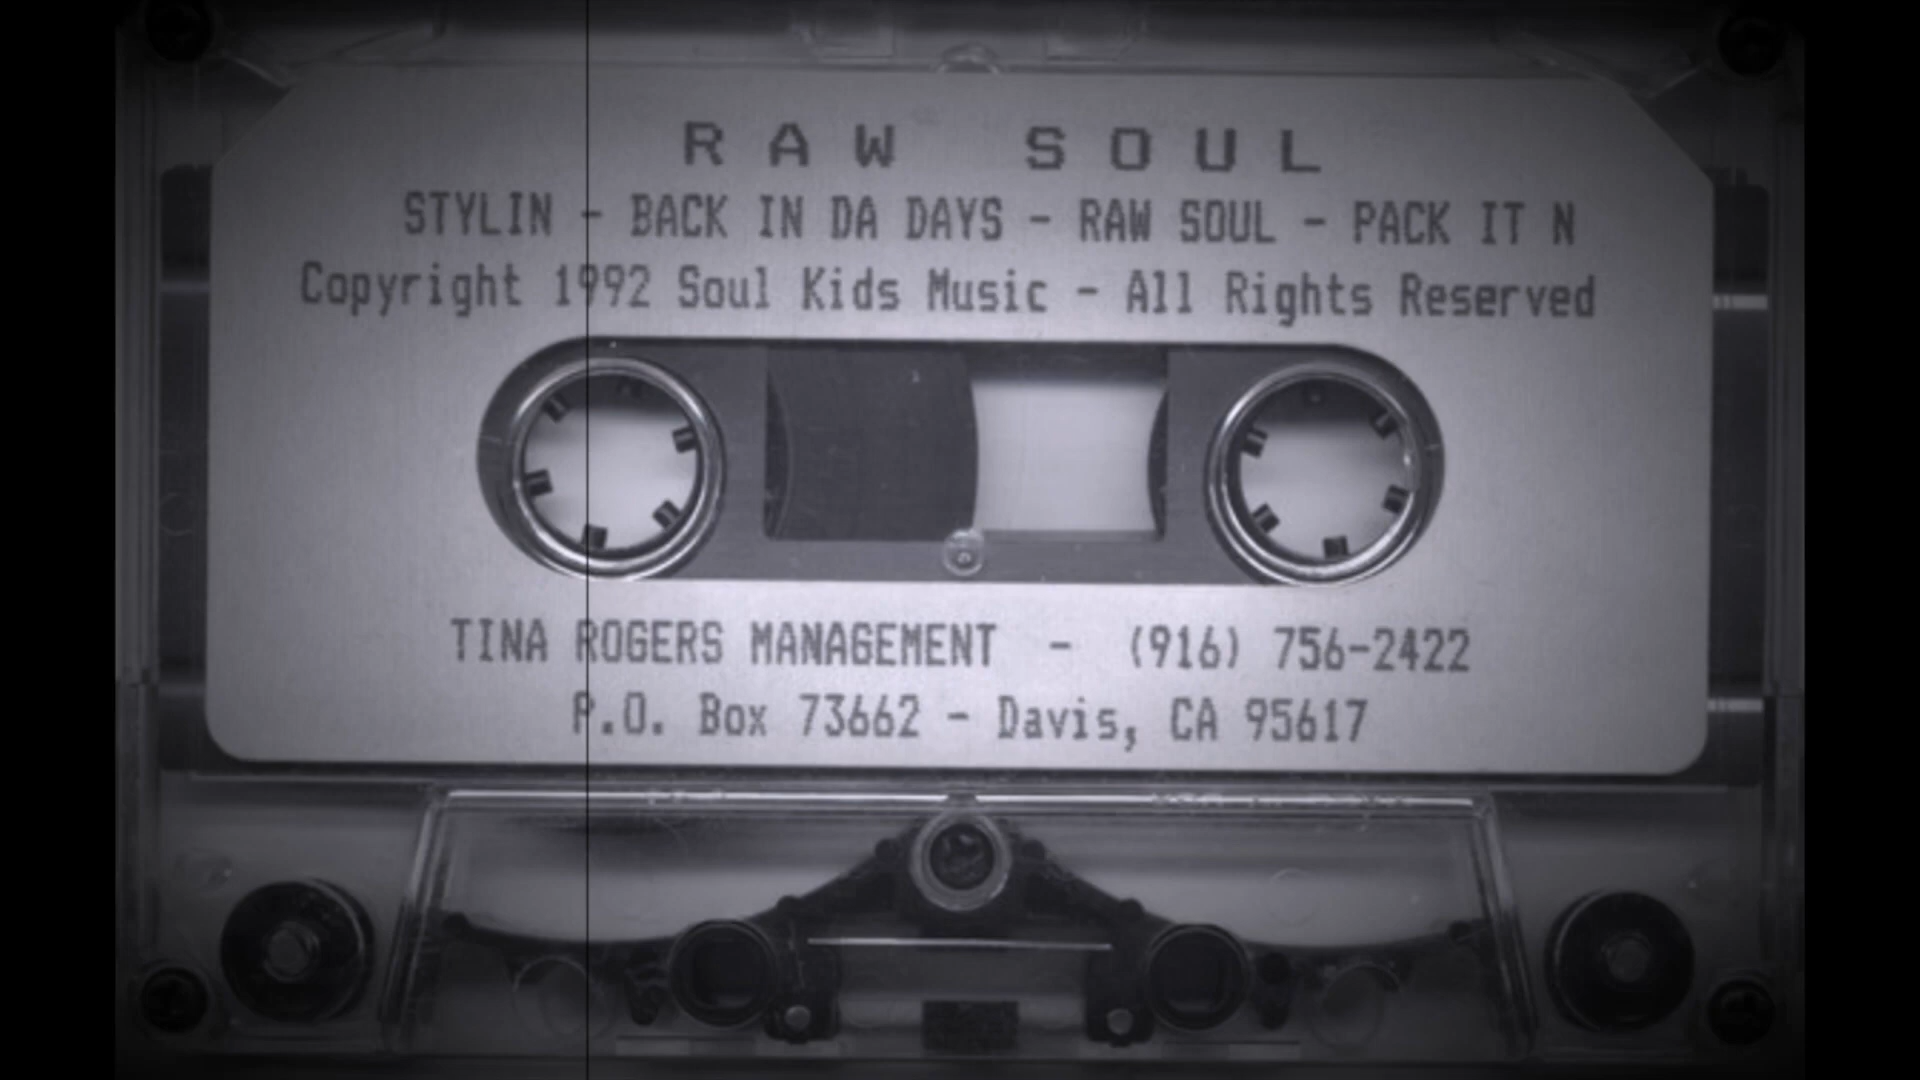 RAW SOUL
STYLIN - BACK IN DA DAYS - RAW SOUL - PACK IT N
Copyright 1992 Soul Kids Music - All Rights Reserved
TINA ROGERS MANAGEMENT - (916) 756-2422
P.O. Box 73662 - Davis, CA 95617